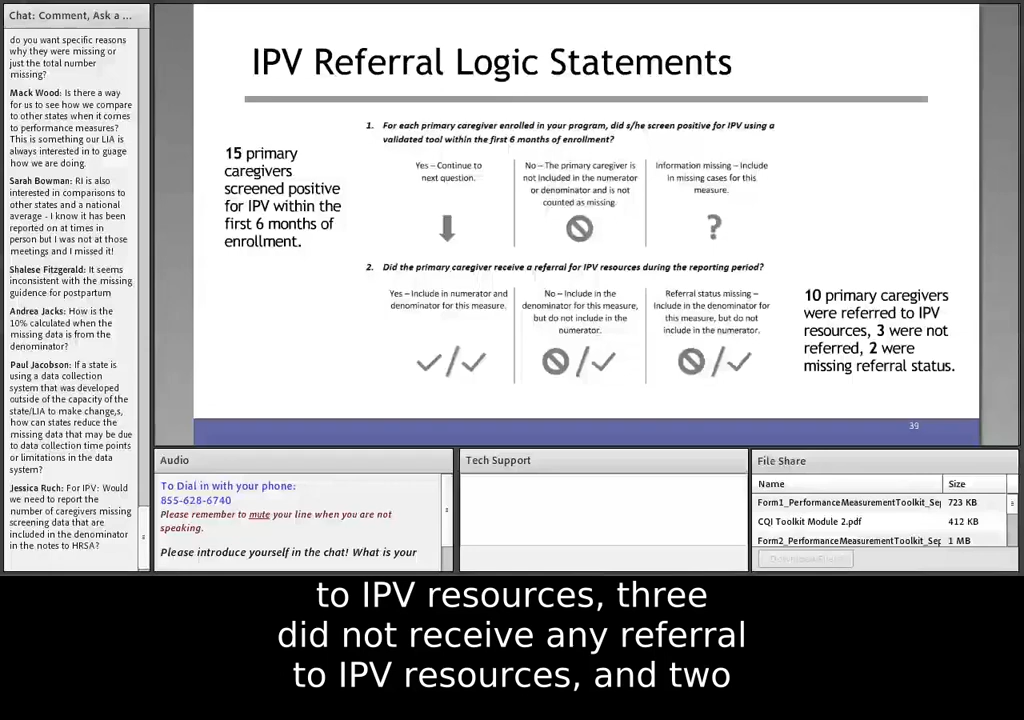 Chat: Comment, Ask a ...
do you want specific reasons
why they were missing or
just the total number
missing?
Mack Wood: Is there a way
for us to see how we compare
to other states when it comes
to performance measures?
This is something our LIA is
always interested in to guage
how we are doing.
Sarah Bowman: RI is also
interested in comparisons to
other states and a national
average - I know it has been
reported on at times in
person but I was not at those
meetings and I missed it!
Shalese Fitzgerald: It seems
inconsistent with the missing
guidence for postpartum
Andrea Jacks: How is the
10% calculated when the
missing data is from the
denominator?
Paul Jacobson: If a state is
using a data collection
system that was developed
outside of the capacity of the
state/LIA to make change,s,
how can states reduce the
missing data that may be due
to data collection time points
or limitations in the data
system?
Jessica Ruch: For IPV: Would
we need to report the
number of caregivers missing
screening data that are
included in the denominator
in the notes to HRSA?
IPV Referral Logic Statements
15 primary
caregivers
screened positive
for IPV within the
first 6 months of
enrollment.
1. For each primary caregiver enrolled in your program, did s/he screen positive for IPV using a
validated tool within the first 6 months of enrollment?
Yes – Continue to
next question.
No – The primary caregiver is
not included in the numerator
or denominator and is not
counted as missing.
Information missing – Include
in missing cases for this
measure.
?
2. Did the primary caregiver receive a referral for IPV resources during the reporting period?
Yes – Include in numerator and
denominator for this measure.
No – Include in the
denominator for this measure,
but do not include in the
numerator.
Referral status missing –
Include in the denominator for
this measure, but do not
include in the numerator.
10 primary caregivers
were referred to IPV
resources, 3 were not
referred, 2 were
missing referral status.
39
Audio
To Dial in with your phone:
855-628-6740
Please remember to mute your line when you are not
speaking.
Please introduce yourself in the chat! What is your
Tech Support
File Share
Name Size
Form1_PerformanceMeasurementToolkit_Sep 723 KB
CQI Toolkit Module 2.pdf 412 KB
Form2_PerformanceMeasurementToolkit_Sep 1 MB
to IPV resources, three
did not receive any referral
to IPV resources, and two